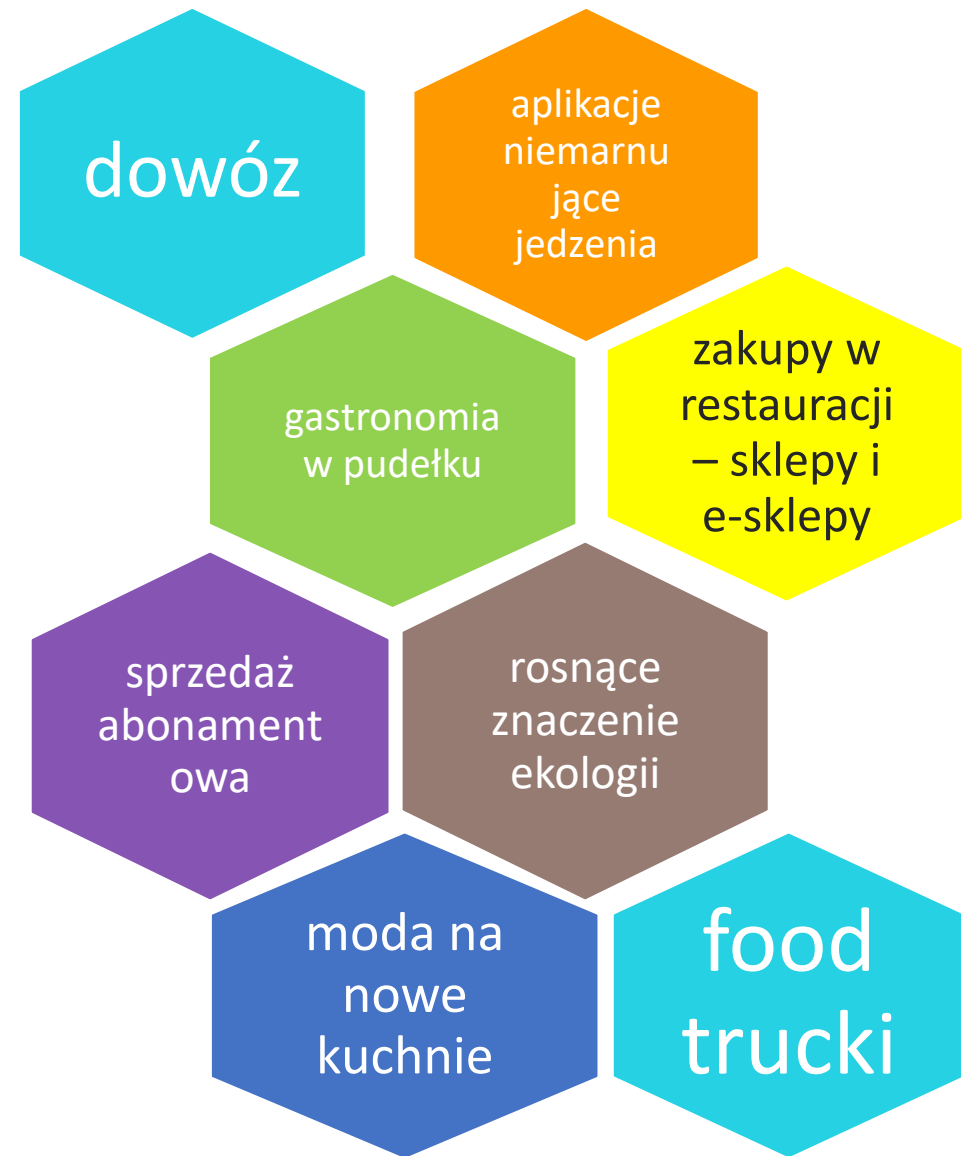 dowóz
aplikacje
niemarnu
jące
jedzenia
gastronomia
w pudełku
zakupy w
restauracji
– sklepy i
e-sklepy
sprzedaż
abonament
owa
rosnące
znaczenie
ekologii
moda na
nowe
kuchnie
food
trucki